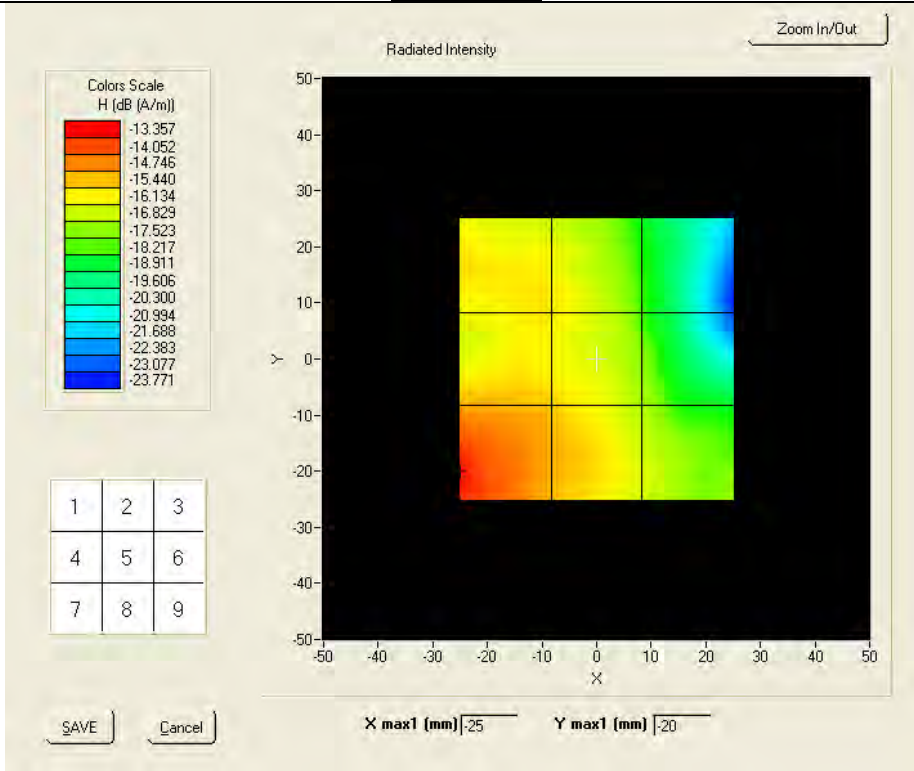 Zoom In/Out
Radiated Intensity
Colors Scale
H (dB (A/m))
-13.357
-14.052
-14.746
-15.440
-16.134
-16.829
-17.523
-18.217
-18.911
-19.606
-20.300
-20.994
-21.688
-22.383
-23.077
-23.771
50
40
30
20
10
0
-10
-20
-30
-40
-50
Y
-50 -40 -30 -20 -10 0 10 20 30 40 50
X
1 2 3
4 5 6
7 8 9
SAVE Cancel
X max1 (mm) -25 Y max1 (mm) -20